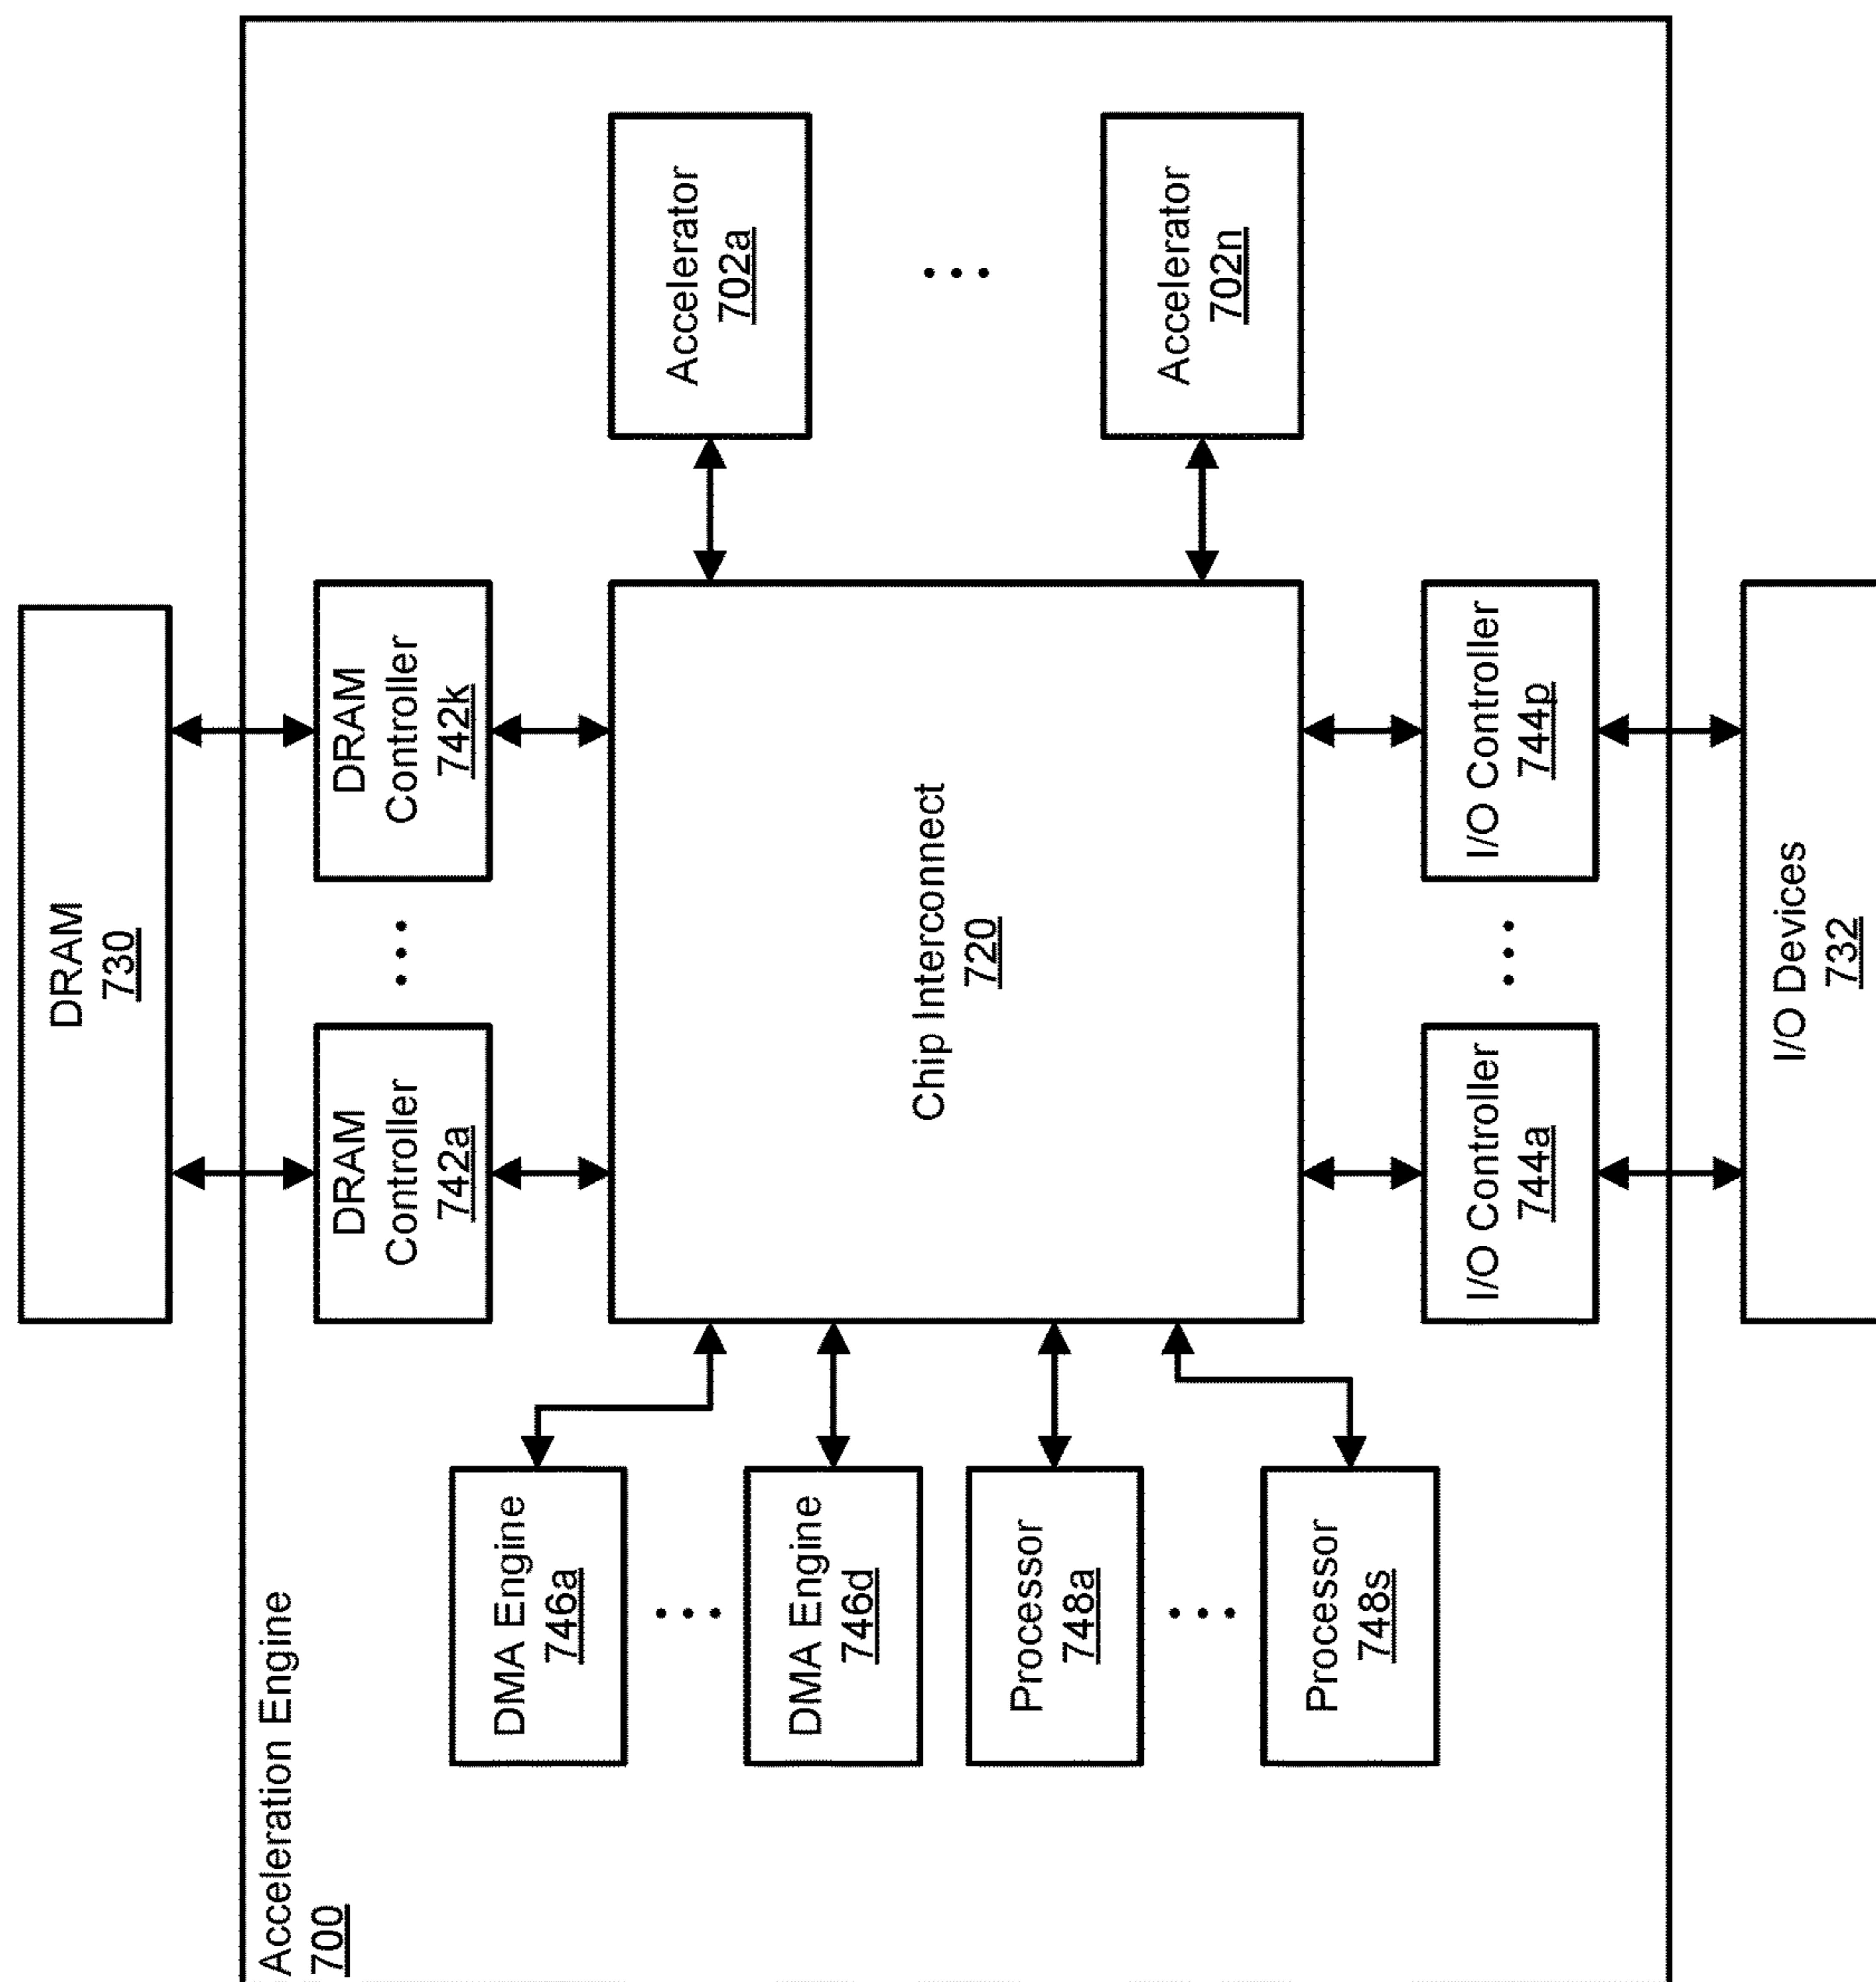 Acceleration Engine
700
DRAM
730
DRAM
Controller
742a
DRAM
Controller
742k
DMA Engine
746a
DMA Engine
746d
Processor
748a
Processor
748s
Chip Interconnect
720
Accelerator
702a
Accelerator
702n
I/O Controller
744a
I/O Controller
744p
I/O Devices
732